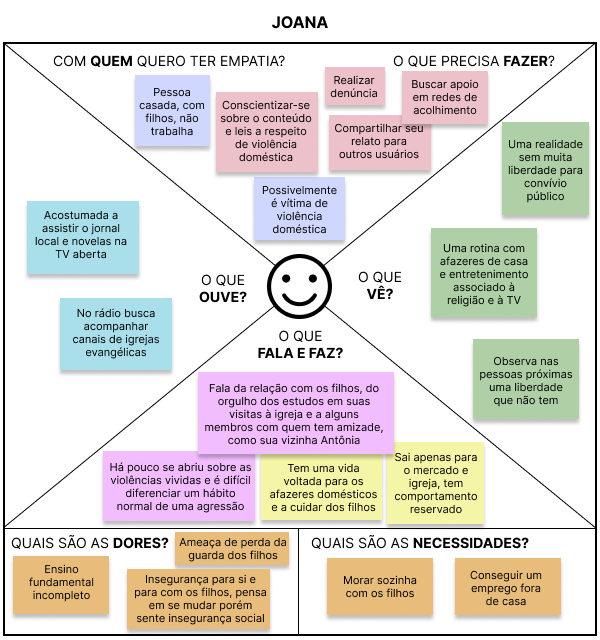 JOANA
COM QUEM QUERO TER EMPATIA?
O QUE PRECISA FAZER?
Pessoa
casada, com
filhos, não
trabalha
Conscientizar-se
sobre o conteúdo
e leis a respeito
de violência
doméstica
Realizar
denúncia
Buscar apoio
em redes de
acolhimento
Compartilhar seu
relato para
outros usuários
Possivelmente
é vítima de
violência
doméstica
Uma realidade
sem muita
liberdade para
convívio
público
Acostumada a
assistir o jornal
local e novelas na
TV aberta
No rádio busca
acompanhar
canais de igrejas
evangélicas
O QUE
OUVE?
O QUE
VÊ?
Uma rotina com
afazeres de casa
e entretenimento
associado à
religião e à TV
Observa nas
pessoas próximas
uma liberdade
que não tem
O QUE
FALA E FAZ?
Fala da relação com os filhos, do
orgulho dos estudos em suas
visitas à igreja e a alguns
membros com quem tem amizade,
como sua vizinha Antônia
Há pouco se abriu sobre as
violências vividas e é difícil
diferenciar um hábito
normal de uma agressão
Tem uma vida
voltada para os
afazeres domésticos
e a cuidar dos filhos
Sai apenas para
o mercado e
igreja, tem
comportamento
reservado
QUAIS SÃO AS DORES?
Ameaça de perda da
guarda dos filhos
Ensino
fundamental
incompleto
Insegurança para si e
para com os filhos, pensa
em se mudar porém
sente insegurança social
QUAIS SÃO AS NECESSIDADES?
Morar sozinha
com os filhos
Conseguir um
emprego fora
de casa